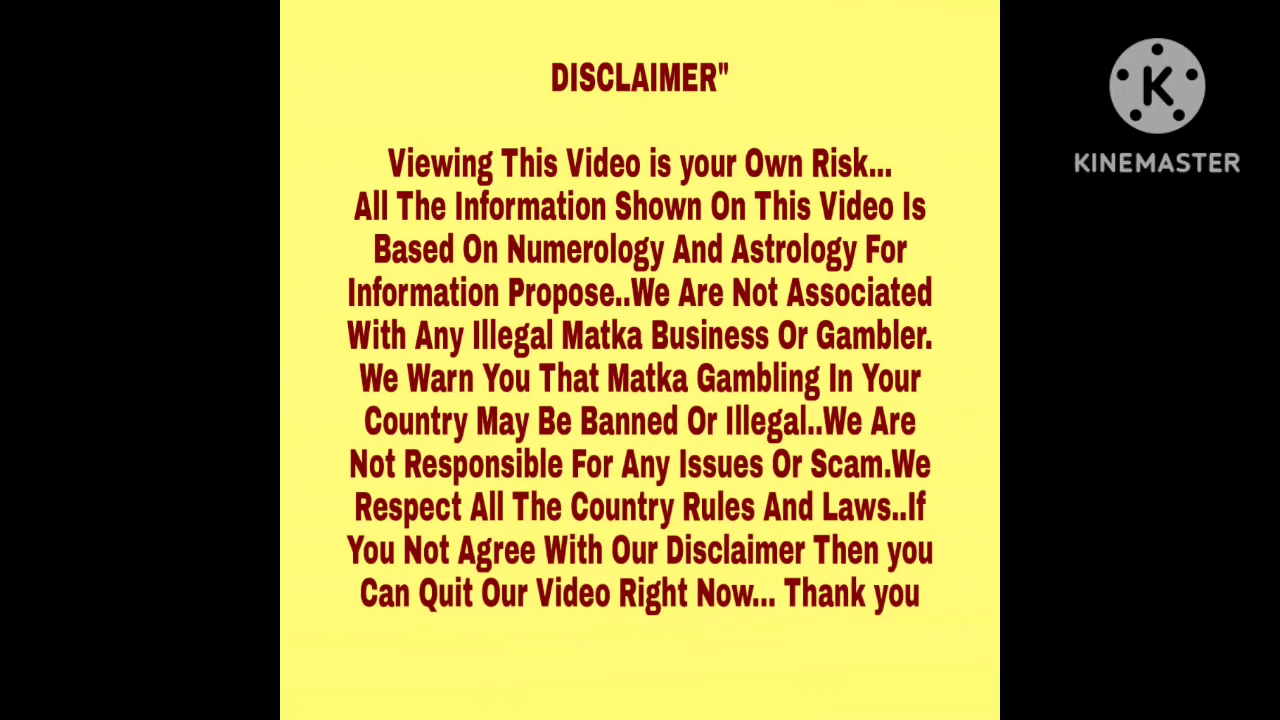 DISCLAIMER"
Viewing This Video is your Own Risk...
All The Information Shown On This Video Is
Based On Numerology And Astrology For
Information Propose..We Are Not Associated
With Any Illegal Matka Business Or Gambler.
We Warn You That Matka Gambling In Your
Country May Be Banned Or Illegal..We Are
Not Responsible For Any Issues Or Scam.We
Respect All The Country Rules And Laws..If
You Not Agree With Our Disclaimer Then you
Can Quit Our Video Right Now... Thank you
K
KINEMASTER